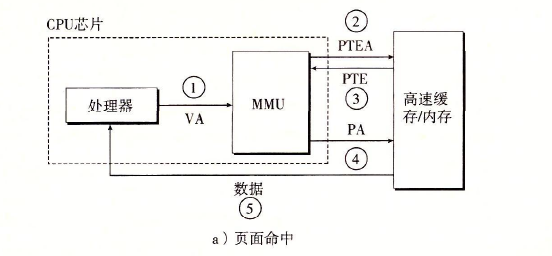 CPU芯片
②
PTEA
①
处理器
VA
MMU
PTE
③
高速缓
存/内存
PA
④
数据
⑤
a）页面命中